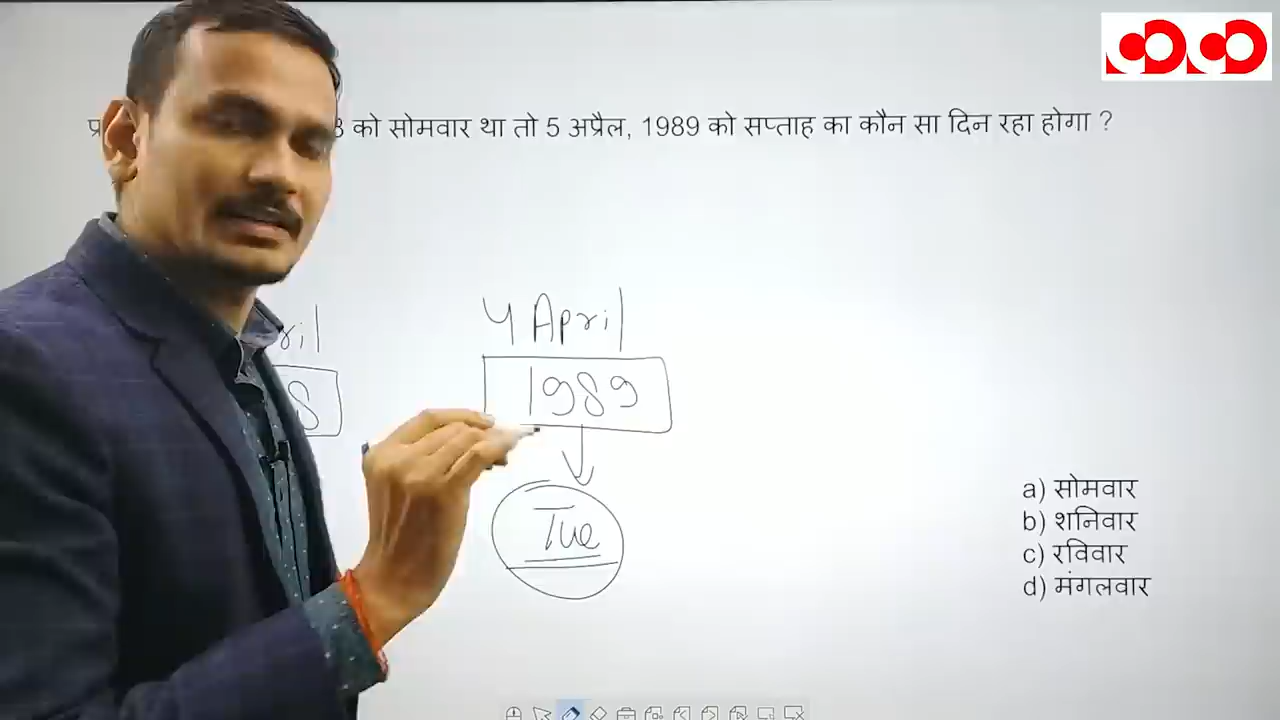 को सोमवार था तो 5 अप्रैल, 1989 को सप्ताह का कौन सा दिन रहा होगा ?
4 April
1989
Tue
a) सोमवार
b) शनिवार
c) रविवार
d) मंगलवार